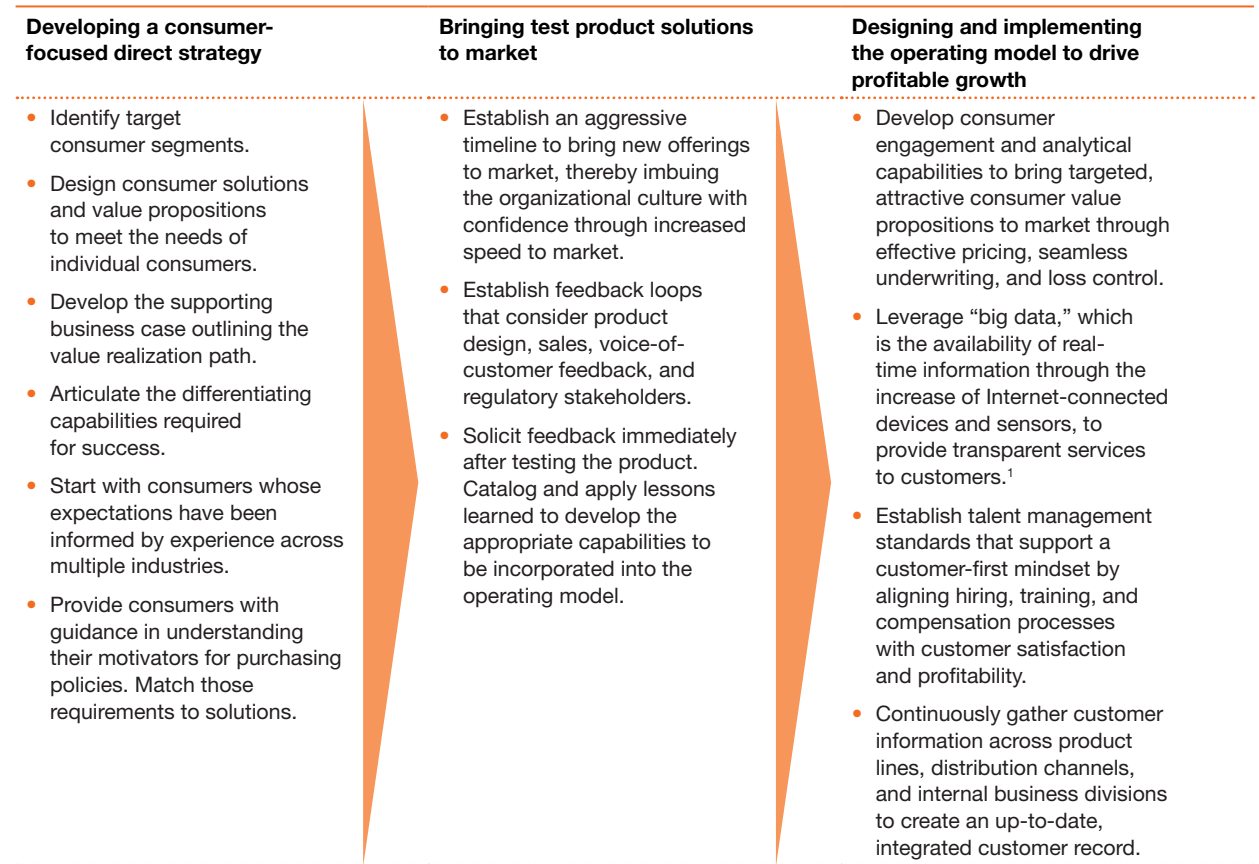 Developing a consumer-
focused direct strategy
• Identify target
consumer segments.
• Design consumer solutions
and value propositions
to meet the needs of
individual consumers.
• Develop the supporting
business case outlining the
value realization path.
• Articulate the differentiating
capabilities required
for success.
• Start with consumers whose
expectations have been
informed by experience across
multiple industries.
• Provide consumers with
guidance in understanding
their motivators for purchasing
policies. Match those
requirements to solutions.
Bringing test product solutions
to market
• Establish an aggressive
timeline to bring new offerings
to market, thereby imbuing
the organizational culture with
confidence through increased
speed to market.
• Establish feedback loops
that consider product
design, sales, voice-of-
customer feedback, and
regulatory stakeholders.
• Solicit feedback immediately
after testing the product.
Catalog and apply lessons
learned to develop the
appropriate capabilities to
be incorporated into the
operating model.
Designing and implementing
the operating model to drive
profitable growth
• Develop consumer
engagement and analytical
capabilities to bring targeted,
attractive consumer value
propositions to market through
effective pricing, seamless
underwriting, and loss control.
• Leverage “big data,” which
is the availability of real-
time information through the
increase of Internet-connected
devices and sensors, to
provide transparent services
to customers.¹
• Establish talent management
standards that support a
customer-first mindset by
aligning hiring, training, and
compensation processes
with customer satisfaction
and profitability.
• Continuously gather customer
information across product
lines, distribution channels,
and internal business divisions
to create an up-to-date,
integrated customer record.